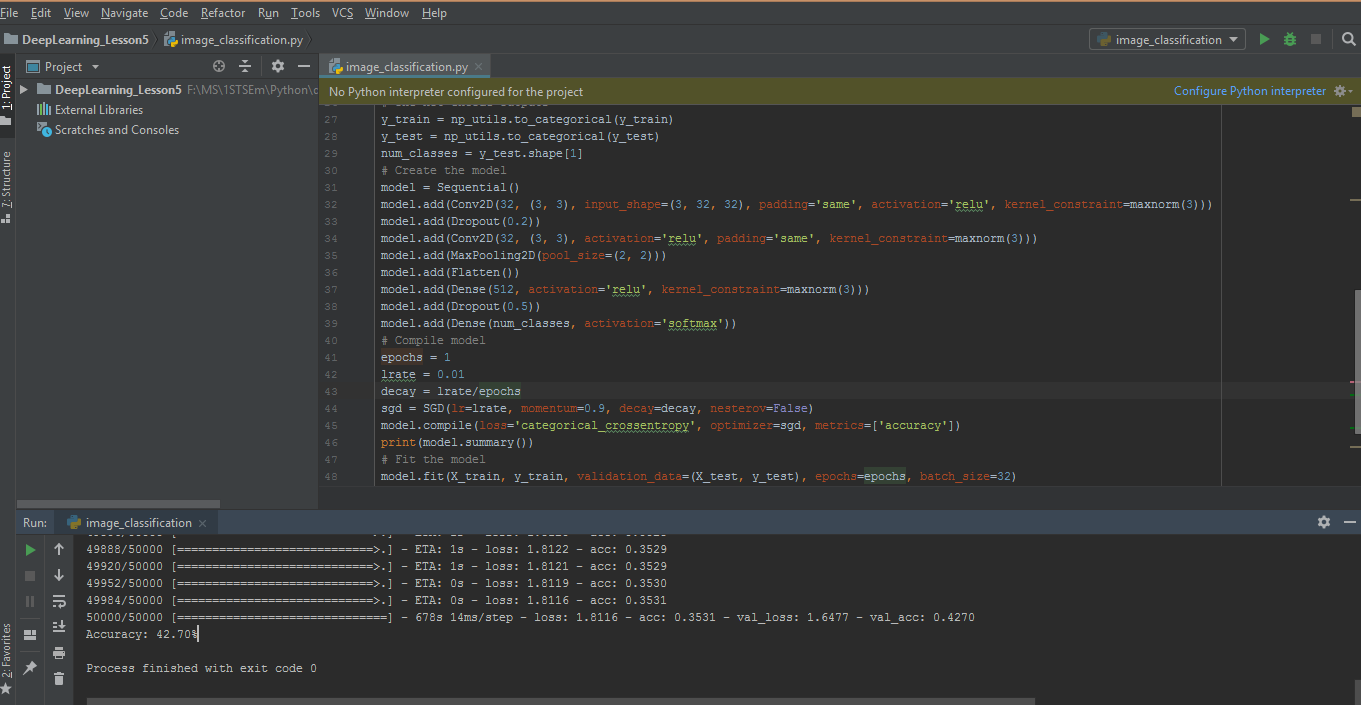 File Edit View Navigate Code Refactor Run Tools VCS Window Help
DeepLearning_Lesson5 image_classification.py image_classification
1: Project
7: Structure
2: Favorites
Project
DeepLearning_Lesson5 F:\MS\1STSEm\Python\c
External Libraries
Scratches and Consoles
image_classification.py
No Python interpreter configured for the project Configure Python interpreter
27 y_train = np_utils.to_categorical(y_train)
28 y_test = np_utils.to_categorical(y_test)
29 num_classes = y_test.shape[1]
30 # Create the model
31 model = Sequential()
32 model.add(Conv2D(32, (3, 3), input_shape=(3, 32, 32), padding='same', activation='relu', kernel_constraint=maxnorm(3)))
33 model.add(Dropout(0.2))
34 model.add(Conv2D(32, (3, 3), activation='relu', padding='same', kernel_constraint=maxnorm(3)))
35 model.add(MaxPooling2D(pool_size=(2, 2)))
36 model.add(Flatten())
37 model.add(Dense(512, activation='relu', kernel_constraint=maxnorm(3)))
38 model.add(Dropout(0.5))
39 model.add(Dense(num_classes, activation='softmax'))
40 # Compile model
41 epochs = 1
42 lrate = 0.01
43 decay = lrate/epochs
44 sgd = SGD(lr=lrate, momentum=0.9, decay=decay, nesterov=False)
45 model.compile(loss='categorical_crossentropy', optimizer=sgd, metrics=['accuracy'])
46 print(model.summary())
47 # Fit the model
48 model.fit(X_train, y_train, validation_data=(X_test, y_test), epochs=epochs, batch_size=32)
Run: image_classification
49888/50000 [============================>.] - ETA: 1s - loss: 1.8122 - acc: 0.3529
49920/50000 [============================>.] - ETA: 1s - loss: 1.8121 - acc: 0.3529
49952/50000 [============================>.] - ETA: 0s - loss: 1.8119 - acc: 0.3530
49984/50000 [============================>.] - ETA: 0s - loss: 1.8116 - acc: 0.3531
50000/50000 [==============================] - 678s 14ms/step - loss: 1.8116 - acc: 0.3531 - val_loss: 1.6477 - val_acc: 0.4270
Accuracy: 42.70%
Process finished with exit code 0